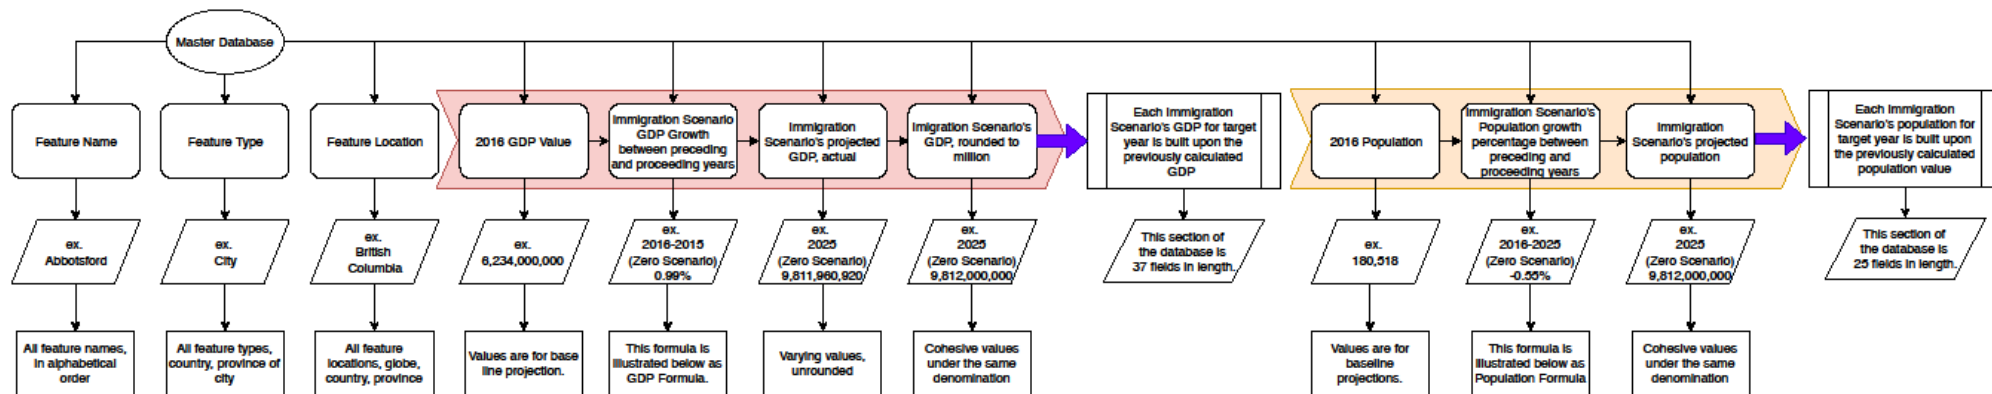 Master Database
Feature Name
Feature Type
Feature Location
2016 GDP Value
Immigration Scenario
GDP Growth
between preceding
and proceeding years
Immigration
Scenario's projected
GDP, actual
Imigration Scenario's
GDP, rounded to
million
Each Immigration
Scenario's GDP for target
year is built upon the
previously calculated
GDP
2016 Population
Immigration Scenario's
Population growth
percentage between
preceding and
proceeding years
Immigration
Scenario's projected
population
Each Immigration
Scenario's population for
target year is built upon
the previously calculated
population value
ex.
Abbotsford
ex.
City
ex.
British
Columbia
ex.
6,234,000,000
ex.
2016-2015
(Zero Scenario)
0.99%
ex.
2025
(Zero Scenario)
9,811,960,920
ex.
2025
(Zero Scenario)
9,812,000,000
This section of
the database is
37 fields in length.
ex.
180,518
ex.
2016-2025
(Zero Scenario)
-0.55%
ex.
2025
(Zero Scenario)
9,812,000,000
This section of
the database is
25 fields in length.
All feature names,
in alphabetical
order
All feature types,
country, province of
city
All feature
locations, globe,
country, province
Values are for base
line projection.
This formula is
illustrated below as
GDP Formula.
Varying values,
unrounded
Cohesive values
under the same
denomination
Values are for
baseline
projections.
This formula is
illustrated below as
Population Formula
Cohesive values
under the same
denomination